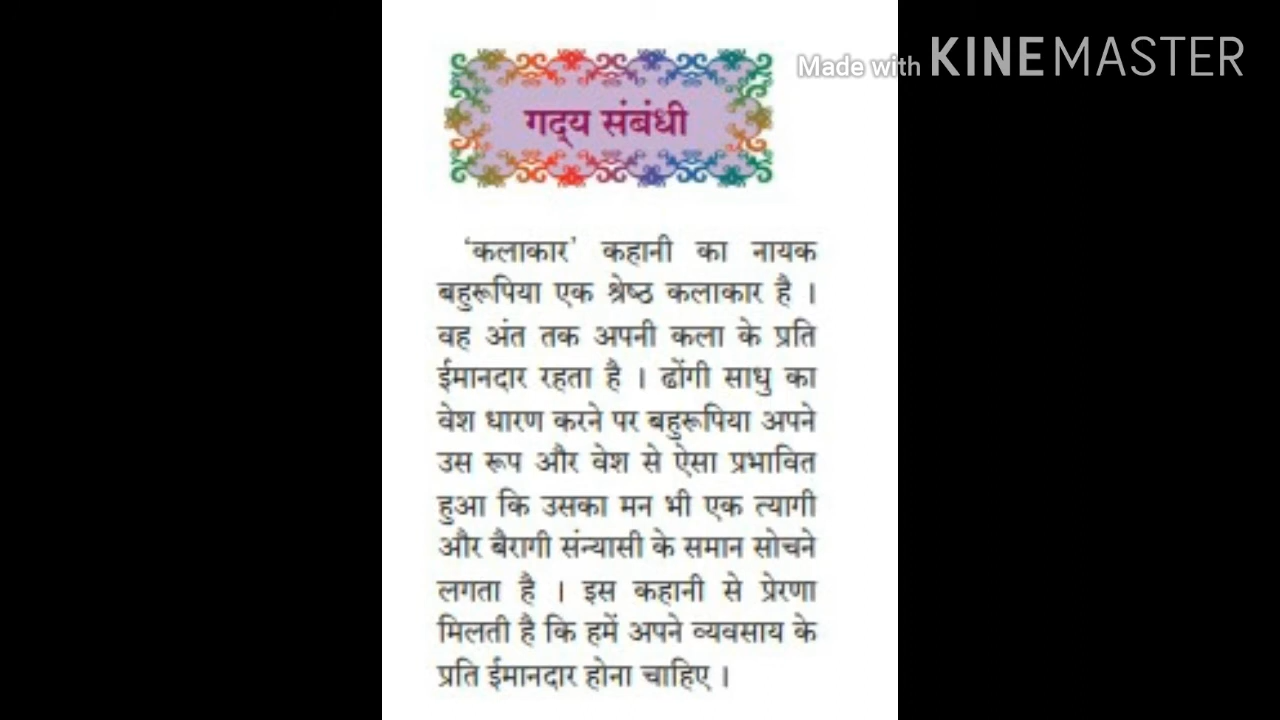 Made with KINEMASTER
गद्य संबंधी
‘कलाकार’ कहानी का नायक
बहुरूपिया एक श्रेष्ठ कलाकार है ।
वह अंत तक अपनी कला के प्रति
ईमानदार रहता है । ढोंगी साधु का
वेश धारण करने पर बहुरूपिया अपने
उस रूप और वेश से ऐसा प्रभावित
हुआ कि उसका मन भी एक त्यागी
और बैरागी संन्यासी के समान सोचने
लगता है । इस कहानी से प्रेरणा
मिलती है कि हमें अपने व्यवसाय के
प्रति ईमानदार होना चाहिए ।